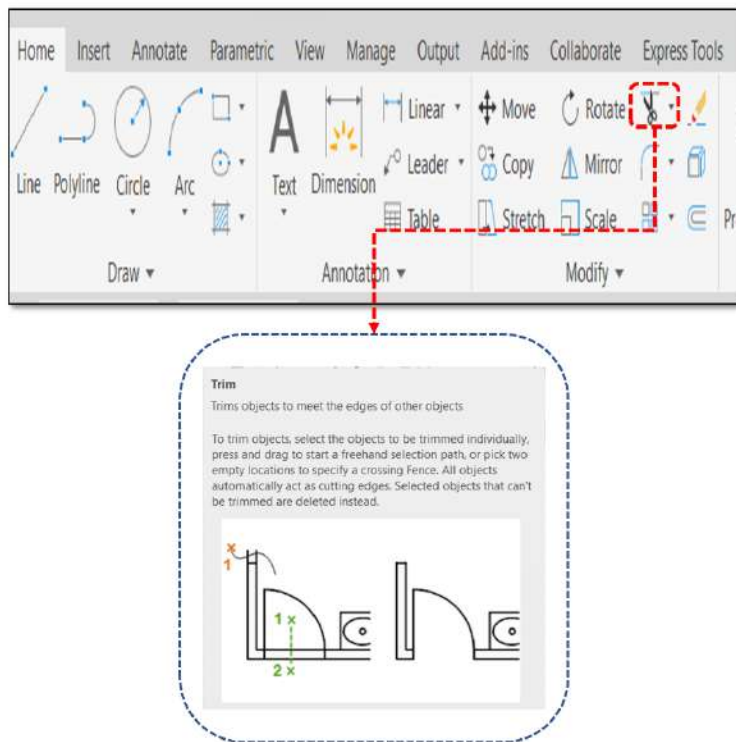 Home Insert Annotate Parametric View Manage Output Add-ins Collaborate Express Tools
Line Polyline Circle Arc
Text Dimension
Linear
Leader
Table
Move Rotate
Copy Mirror
Stretch Scale
Draw Annotation Modify
Trim
Trims objects to meet the edges of other objects
To trim objects, select the objects to be trimmed individually,
press and drag to start a freehand selection path, or pick two
empty locations to specify a crossing Fence. All objects
automatically act as cutting edges. Selected objects that can't
be trimmed are deleted instead.
1
1
2